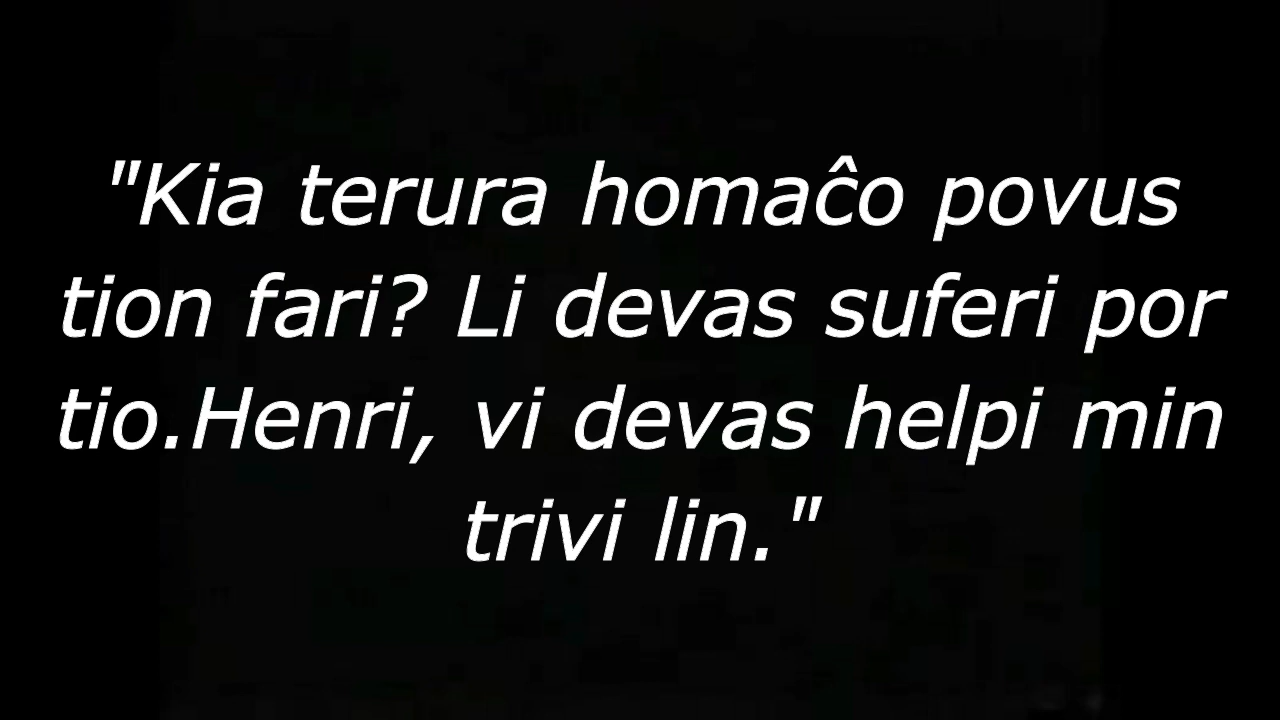 "Kia terura homaĉo povus
tion fari? Li devas suferi por
tio.Henri, vi devas helpi min
trivi lin."